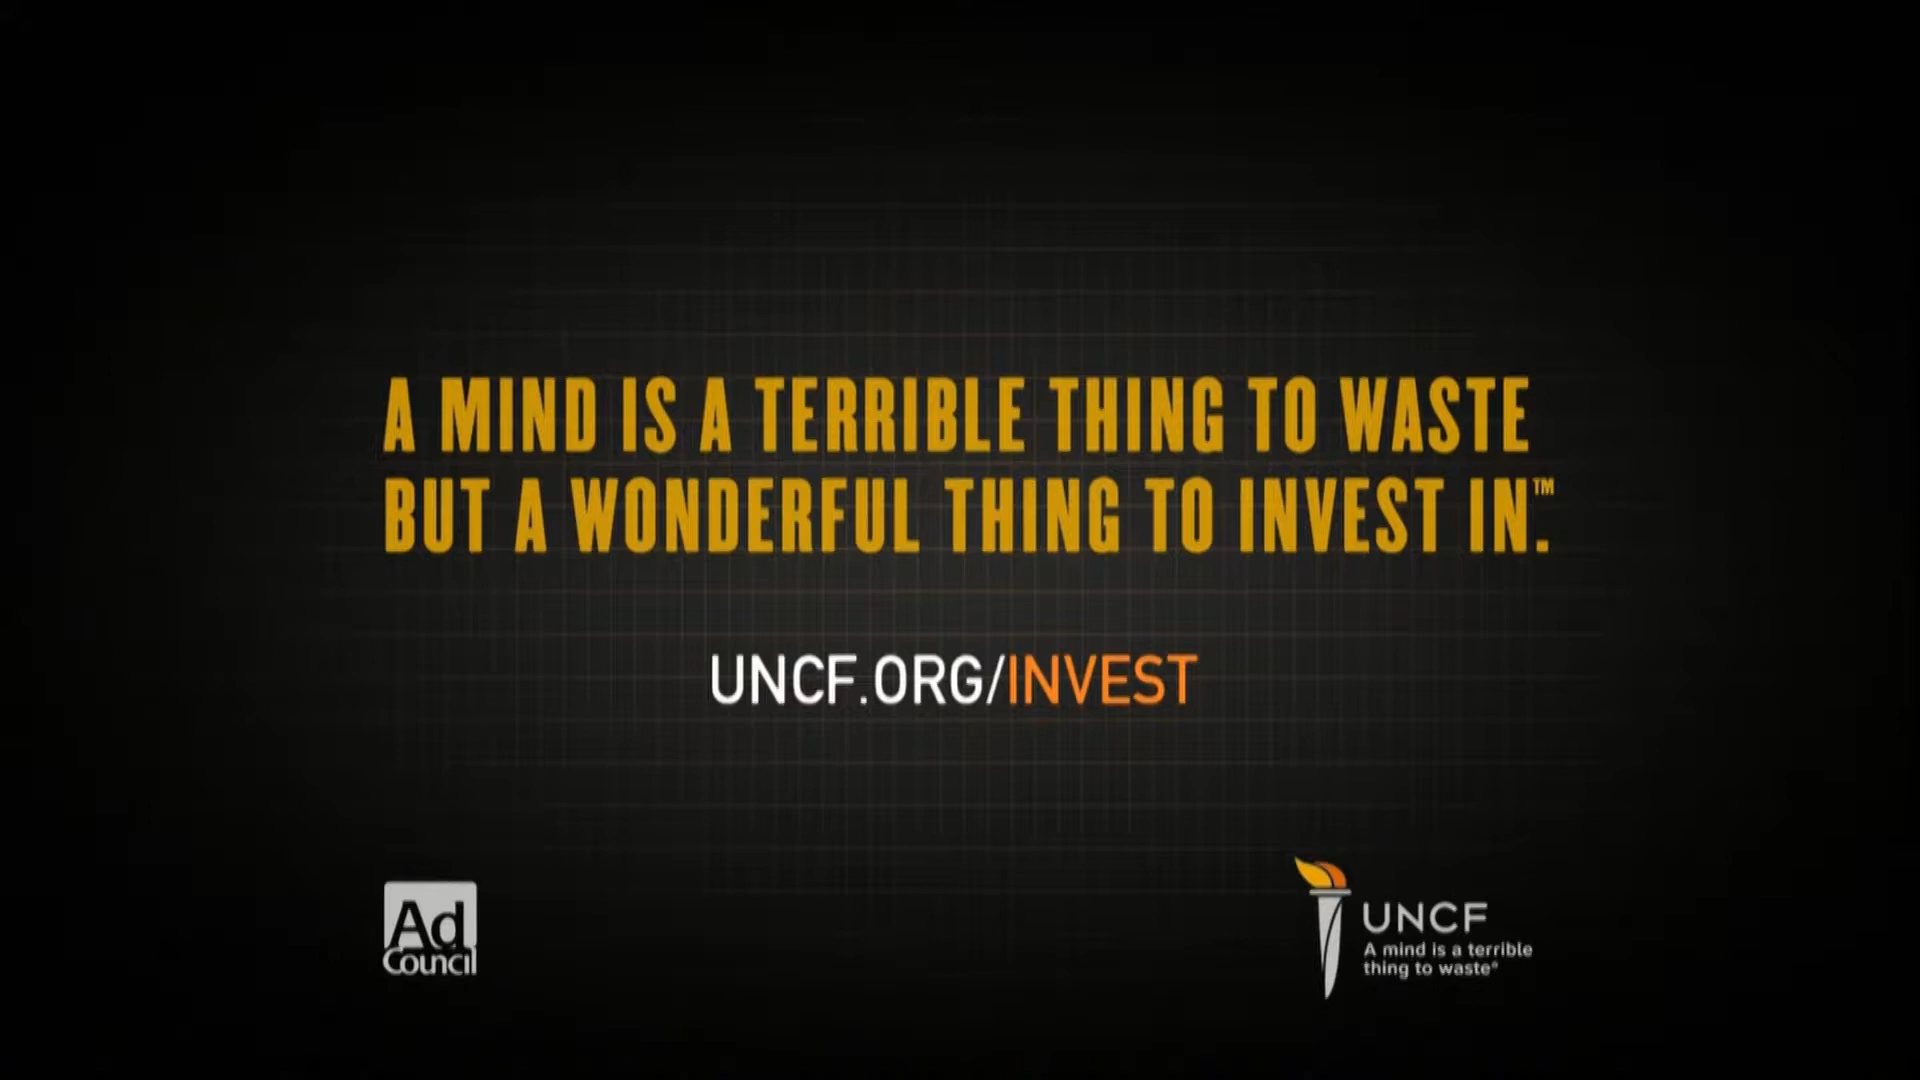 A MIND IS A TERRIBLE THING TO WASTE
BUT A WONDERFUL THING TO INVEST IN.™
UNCF.ORG/INVEST
Ad
Council
UNCF
A mind is a terrible
thing to waste®